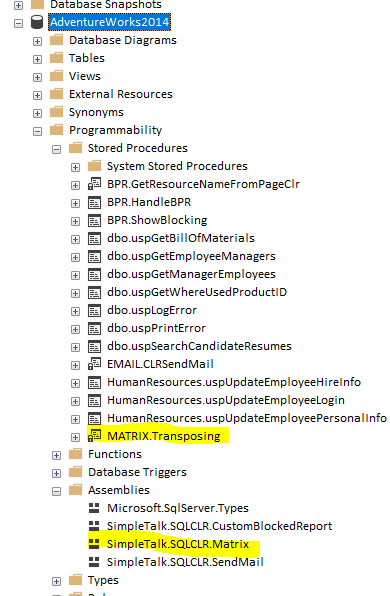 Database Snapshots
AdventureWorks2014
Database Diagrams
Tables
Views
External Resources
Synonyms
Programmability
Stored Procedures
System Stored Procedures
BPR.GetResourceNameFromPageClr
BPR.HandleBPR
BPR.ShowBlocking
dbo.uspGetBillOfMaterials
dbo.uspGetEmployeeManagers
dbo.uspGetManagerEmployees
dbo.uspGetWhereUsedProductID
dbo.uspLogError
dbo.uspPrintError
dbo.uspSearchCandidateResumes
EMAIL.CLRSendMail
HumanResources.uspUpdateEmployeeHireInfo
HumanResources.uspUpdateEmployeeLogin
HumanResources.uspUpdateEmployeePersonalInfo
MATRIX.Transposing
Functions
Database Triggers
Assemblies
Microsoft.SqlServer.Types
SimpleTalk.SQLCLR.CustomBlockedReport
SimpleTalk.SQLCLR.Matrix
SimpleTalk.SQLCLR.SendMail
Types